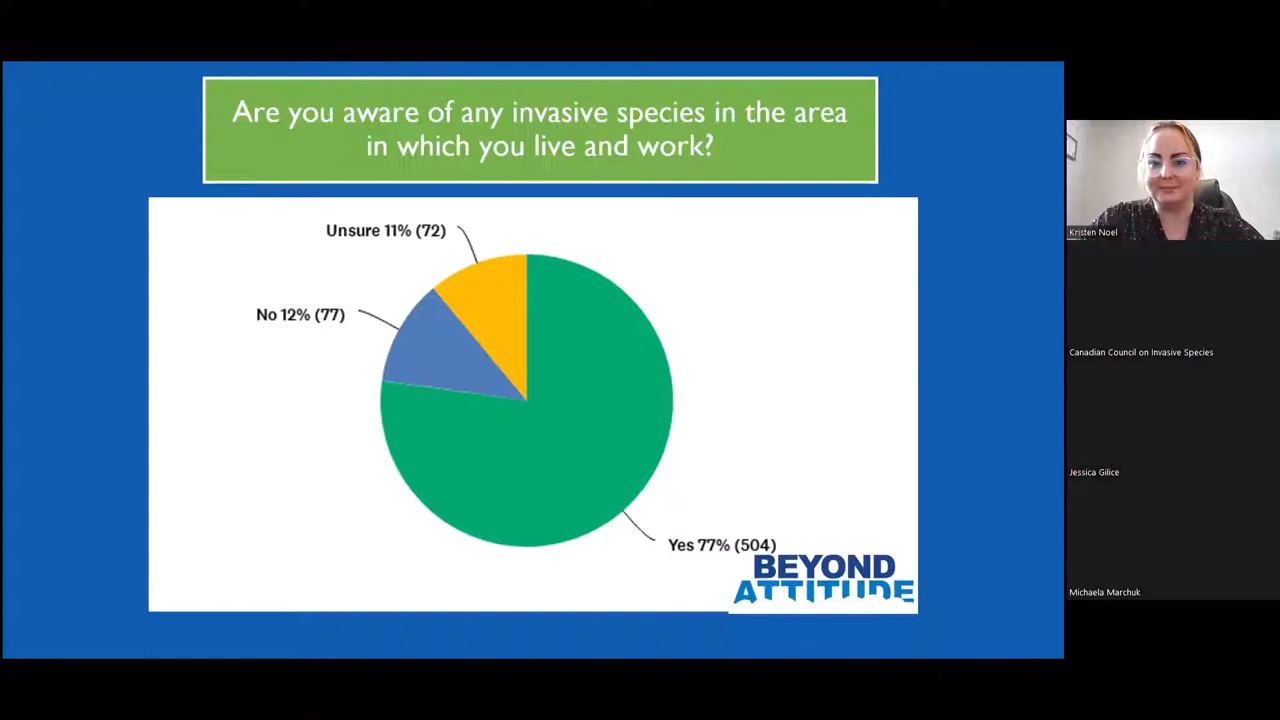 Are you aware of any invasive species in the area
in which you live and work?
Unsure 11% (72)
No 12% (77)
Yes 77% (504)
BEYOND
ATTITUDE
Kristen Noel
Canadian Council on Invasive Species
Jessica Gilice
Michaela Marchuk